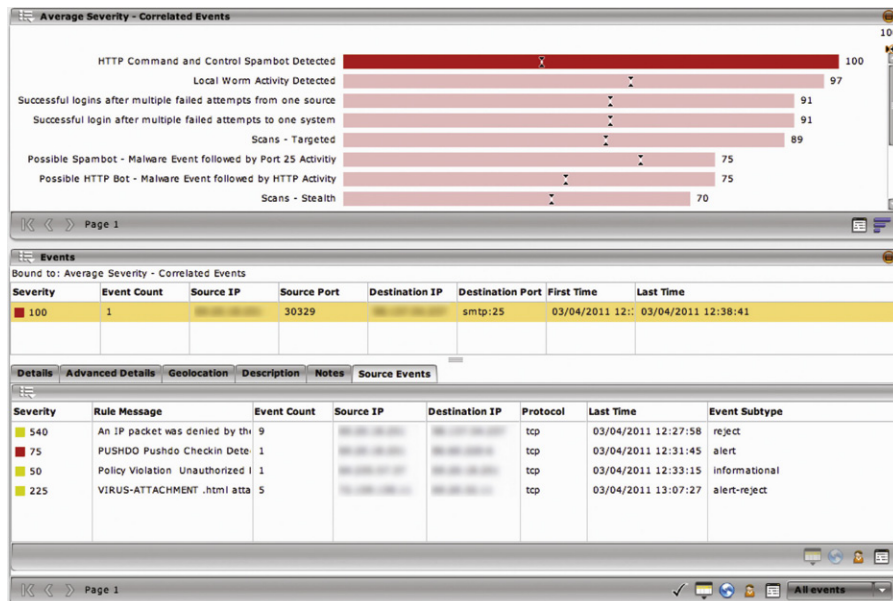 Average Severity - Correlated Events
HTTP Command and Control Spambot Detected 100
Local Worm Activity Detected 97
Successful logins after multiple failed attempts from one source 91
Successful login after multiple failed attempts to one system 91
Scans - Targeted 89
Possible Spambot - Malware Event followed by Port 25 Activitiy 75
Possible HTTP Bot - Malware Event followed by HTTP Activity 75
Scans - Stealth 70
Page 1
Events
Bound to: Average Severity - Correlated Events
Severity Event Count Source IP Source Port Destination IP Destination Port First Time Last Time
100 1 30329 smtp:25 03/04/2011 12: 03/04/2011 12:38:41
Details Advanced Details Geolocation Description Notes Source Events
Severity Rule Message Event Count Source IP Destination IP Protocol Last Time Event Subtype
540 An IP packet was denied by the 9 tcp 03/04/2011 12:27:58 reject
75 PUSHDO Pushdo Checkin Dete 1 tcp 03/04/2011 12:31:45 alert
50 Policy Violation Unauthorized 1 tcp 03/04/2011 12:33:15 informational
225 VIRUS-ATTACHMENT .html atta 5 tcp 03/04/2011 13:07:27 alert-reject
Page 1 All events